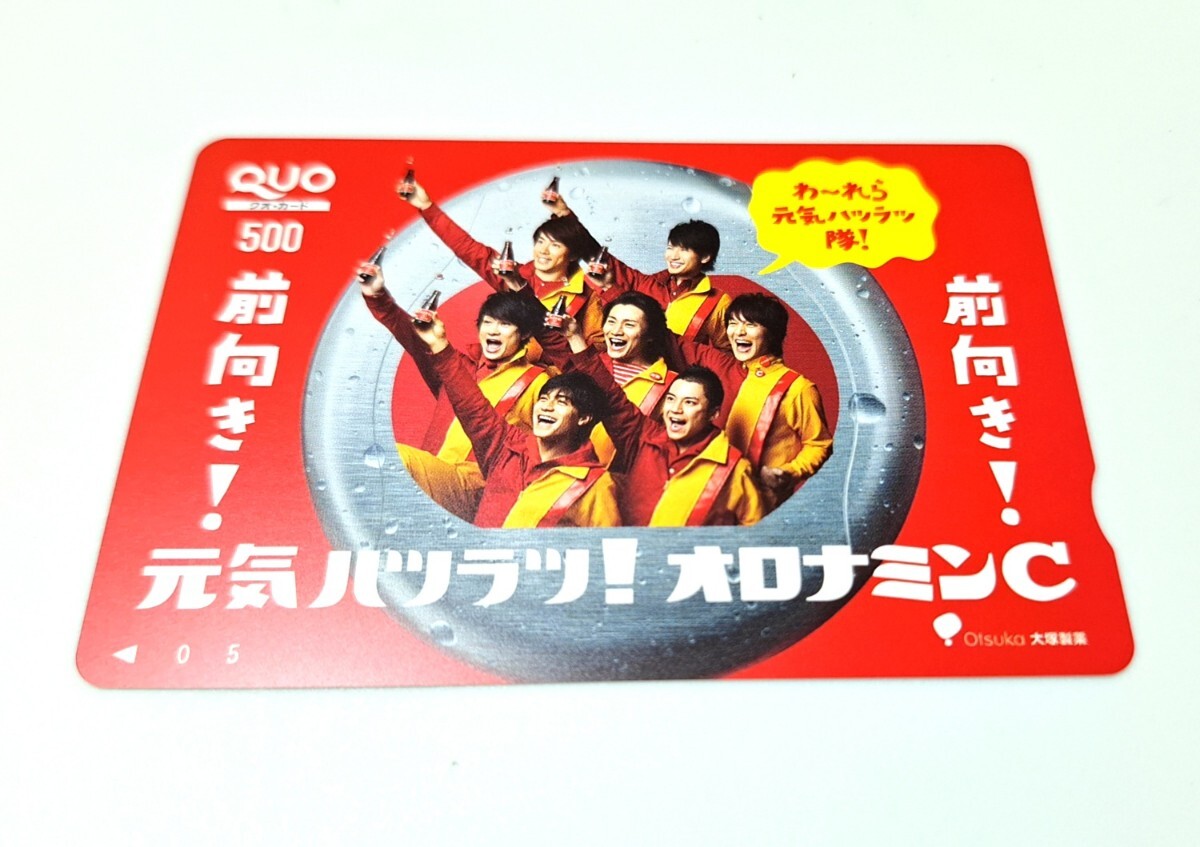 QUO
クオ・カード
500
前向き!
わ〜れら
元気ハツラツ
隊!
前向き!
元気ハツラツ! オロナミンC
Otsuka 大塚製薬
◀ 0 5